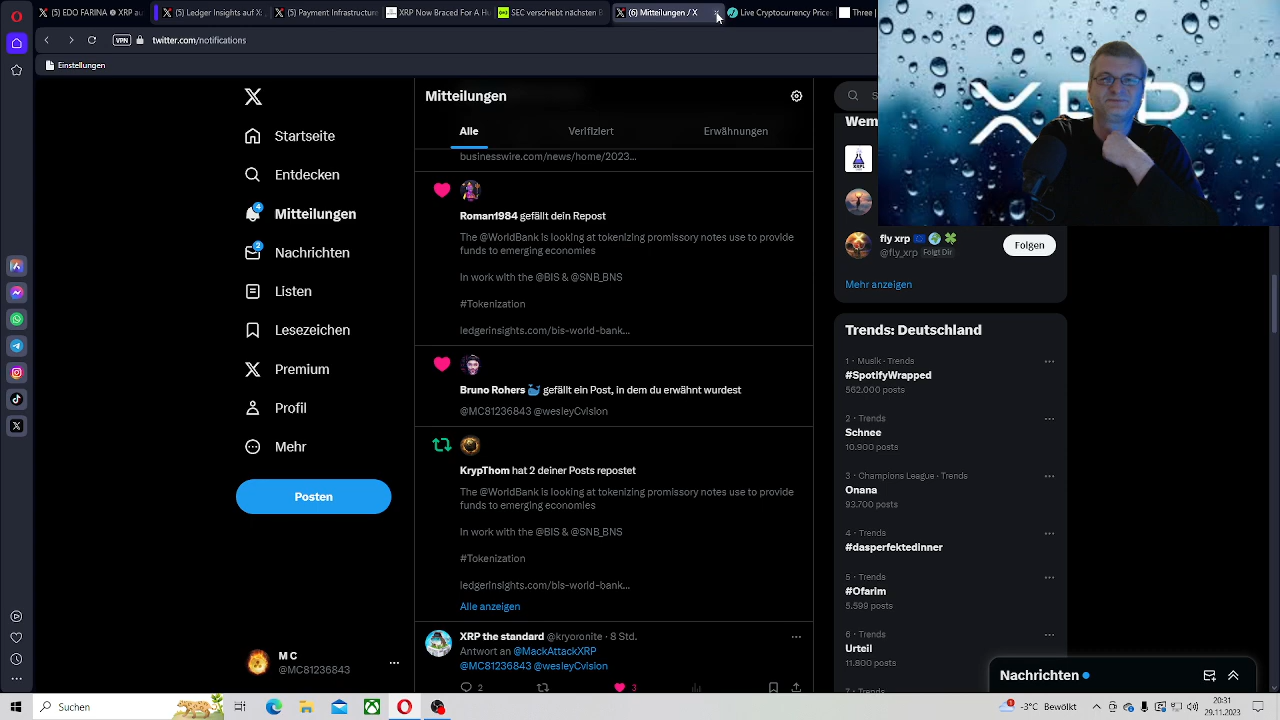 (5) EDO FARINA 🅧 XRP au
(5) Ledger Insights auf X
(5) Payment Infrastructure
XRP Now Braced For A Hu
SEC verschiebt nächsten B
(6) Mitteilungen / X
Live Cryptocurrency Prices
Three
VPN
twitter.com/notifications
Einstellungen
Startseite
Entdecken
4
Mitteilungen
2
Nachrichten
Listen
Lesezeichen
Premium
Profil
Mehr
Posten
M C
@MC81236843
Mitteilungen
Alle
Verifiziert
Erwähnungen
businesswire.com/news/home/2023...
Roman1984 gefällt dein Repost
The @WorldBank is looking at tokenizing promissory notes use to provide
funds to emerging economies
In work with the @BIS & @SNB_BNS
#Tokenization
ledgerinsights.com/bis-world-bank...
Bruno Rohers 🐳 gefällt ein Post, in dem du erwähnt wurdest
@MC81236843 @wesleyCvision
KrypThom hat 2 deiner Posts repostet
The @WorldBank is looking at tokenizing promissory notes use to provide
funds to emerging economies
In work with the @BIS & @SNB_BNS
#Tokenization
ledgerinsights.com/bis-world-bank...
Alle anzeigen
XRP the standard @kryoronite · 8 Std.
Antwort an @MackAttackXRP
@MC81236843 @wesleyCvision
2
3
Wem
XRPL
fly xrp 🇪🇺 🌍 🍀
@fly_xrp Folgt Dir
Folgen
Mehr anzeigen
Trends: Deutschland
1 · Musik · Trends
#SpotifyWrapped
562.000 posts
2 · Trends
Schnee
10.900 posts
3 · Champions League · Trends
Onana
93.700 posts
4 · Trends
#dasperfektedinner
5 · Trends
#Ofarim
5.599 posts
6 · Trends
Urteil
11.800 posts
Nachrichten
XRP
Suchen
-3°C Bewölkt
20:31
29.11.2023